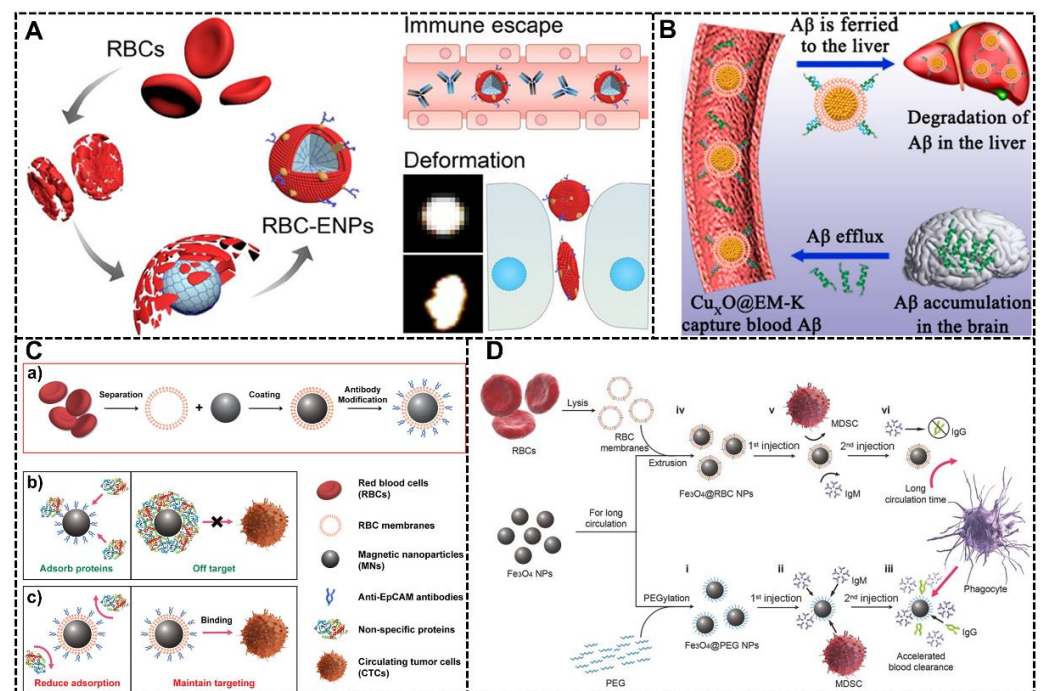 A
RBCs
RBC-ENPs
Immune escape
Deformation
B
Aβ is ferried
to the liver
Degradation of
Aβ in the liver
Aβ efflux
CuxO@EM-K
capture blood Aβ
Aβ accumulation
in the brain
C
a)
Separation
+
Coating
Antibody
Modification
b)
Adsorb proteins
Off target
c)
Binding
Reduce adsorption
Maintain targeting
Red blood cells
(RBCs)
RBC membranes
Magnetic nanoparticles
(MNs)
Anti-EpCAM antibodies
Non-specific proteins
Circulating tumor cells
(CTCs)
D
RBCs
Lysis
RBC
membranes
Extrusion
iv
Fe3O4@RBC NPs
1st injection
v
MDSC
IgM
2nd injection
vi
IgG
Long
circulation time
Fe3O4 NPs
For long
circulation
Phagocyte
PEGylation
PEG
i
Fe3O4@PEG NPs
1st injection
ii
IgM
MDSC
2nd injection
iii
IgG
Accelerated
blood clearance